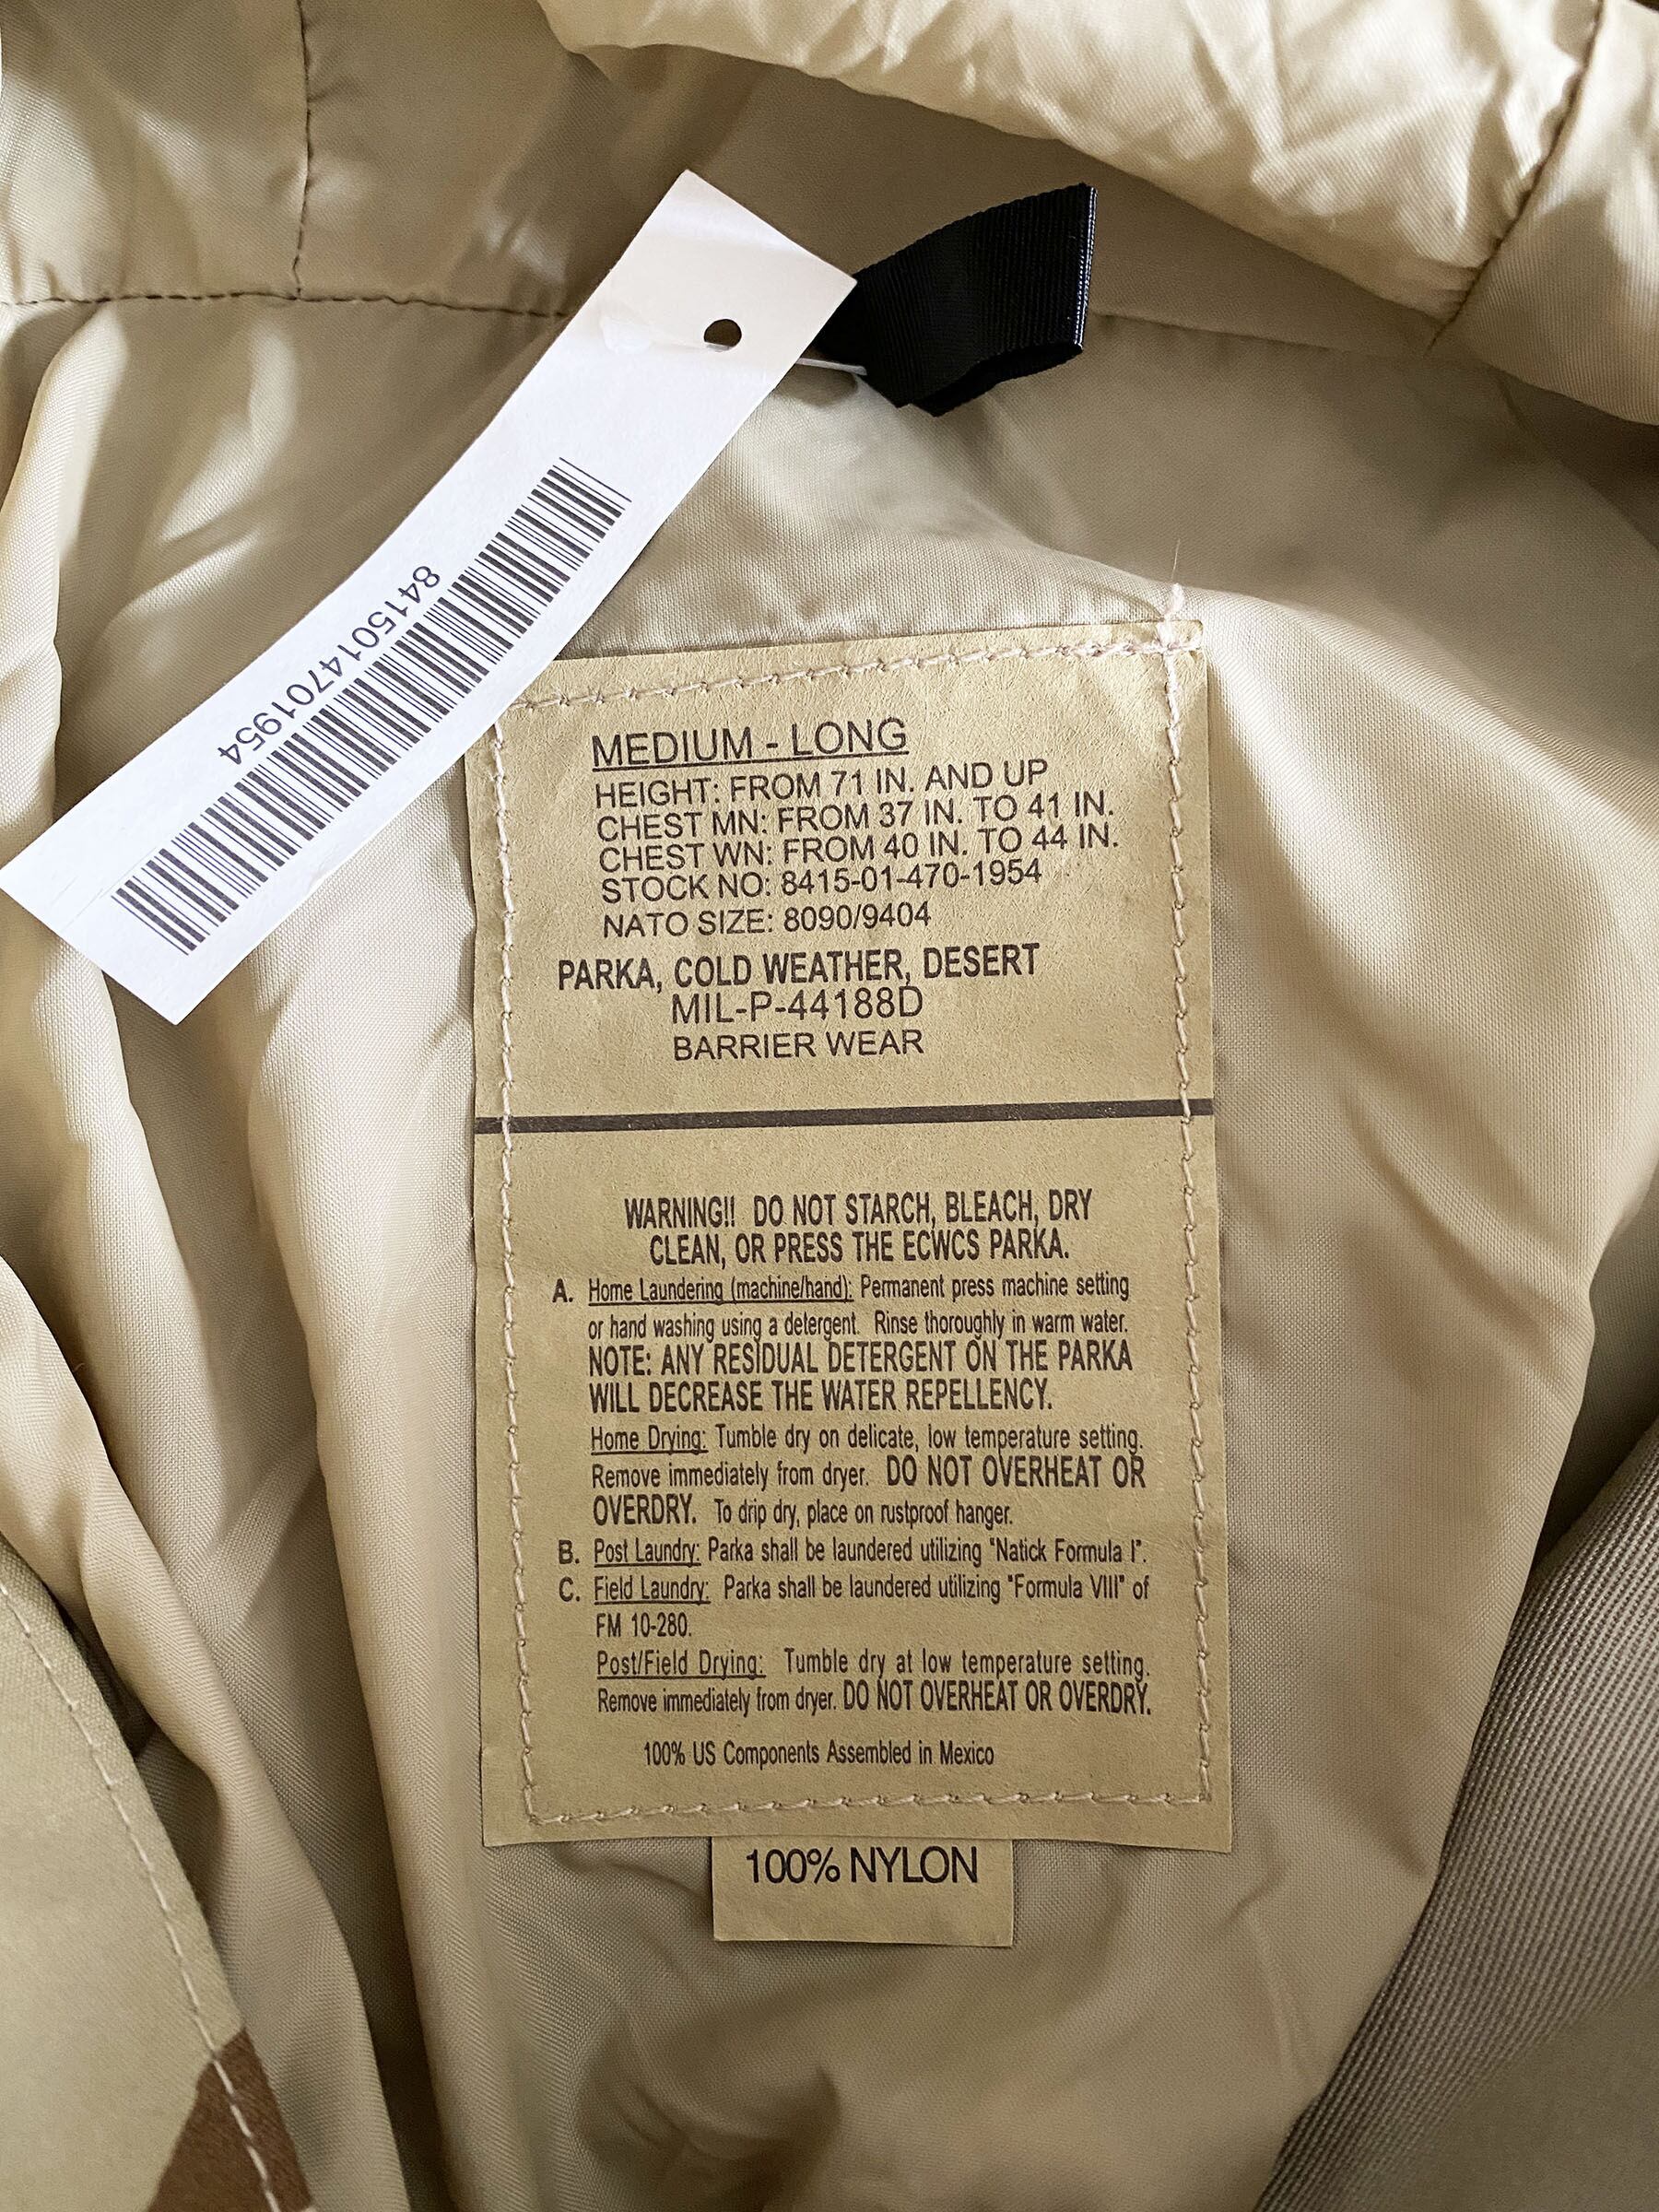 8415014701954
MEDIUM - LONG
HEIGHT: FROM 71 IN. AND UP
CHEST MN: FROM 37 IN. TO 41 IN.
CHEST WN: FROM 40 IN. TO 44 IN.
STOCK NO: 8415-01-470-1954
NATO SIZE: 8090/9404
PARKA, COLD WEATHER, DESERT
MIL-P-44188D
BARRIER WEAR
WARNING!! DO NOT STARCH, BLEACH, DRY
CLEAN, OR PRESS THE ECWCS PARKA.
A. Home Laundering (machine/hand): Permanent press machine setting
or hand washing using a detergent. Rinse thoroughly in warm water.
NOTE: ANY RESIDUAL DETERGENT ON THE PARKA
WILL DECREASE THE WATER REPELLENCY.
Home Drying: Tumble dry on delicate, low temperature setting.
Remove immediately from dryer. DO NOT OVERHEAT OR
OVERDRY. To drip dry, place on rustproof hanger.
B. Post Laundry: Parka shall be laundered utilizing "Natick Formula I".
C. Field Laundry: Parka shall be laundered utilizing "Formula VIII" of
FM 10-280.
Post/Field Drying: Tumble dry at low temperature setting.
Remove immediately from dryer. DO NOT OVERHEAT OR OVERDRY.
100% US Components Assembled in Mexico
100% NYLON